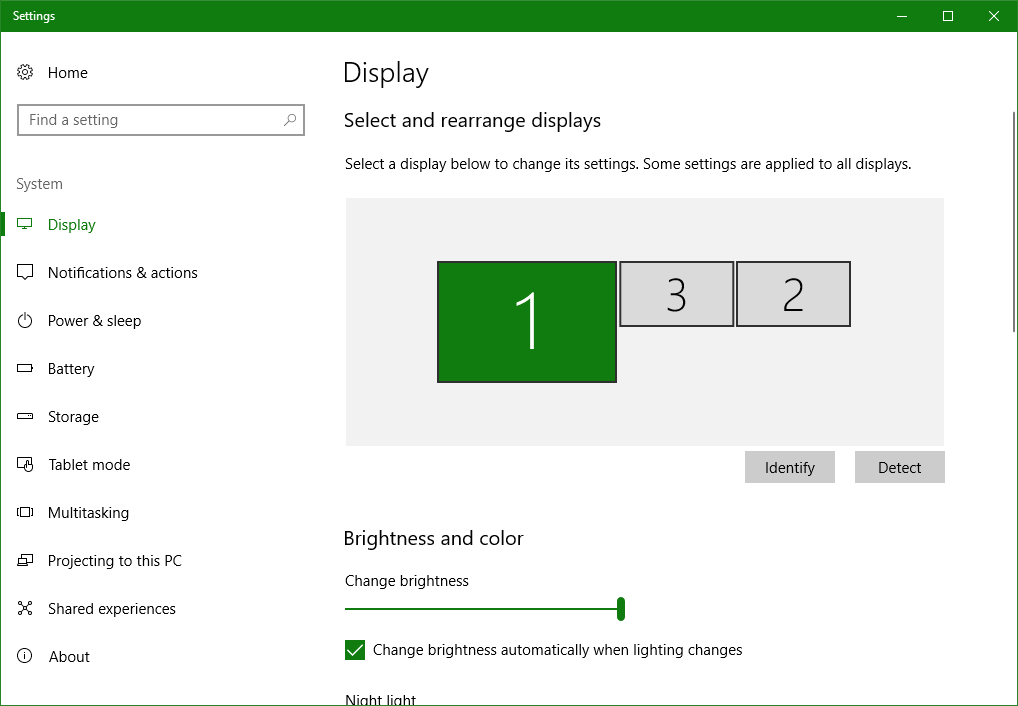 Settings
Home
Find a setting
System
Display
Notifications & actions
Power & sleep
Battery
Storage
Tablet mode
Multitasking
Projecting to this PC
Shared experiences
About
Display
Select and rearrange displays
Select a display below to change its settings. Some settings are applied to all displays.
1 3 2
Identify Detect
Brightness and color
Change brightness
Change brightness automatically when lighting changes
Night light